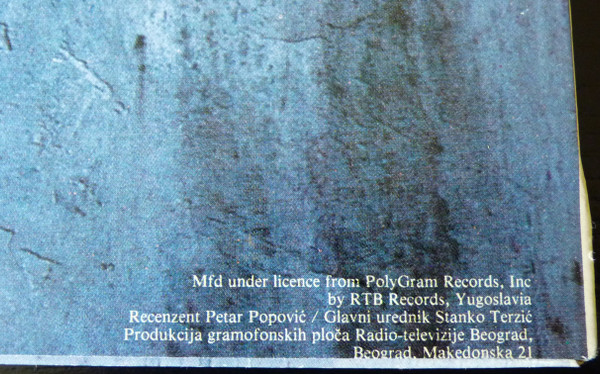 Mfd under licence from PolyGram Records, Inc
by RTB Records, Yugoslavia
Recenzent Petar Popović / Glavni urednik Stanko Terzić
Produkcija gramofonskih ploča Radio-televizije Beograd,
Beograd, Makedonska 21